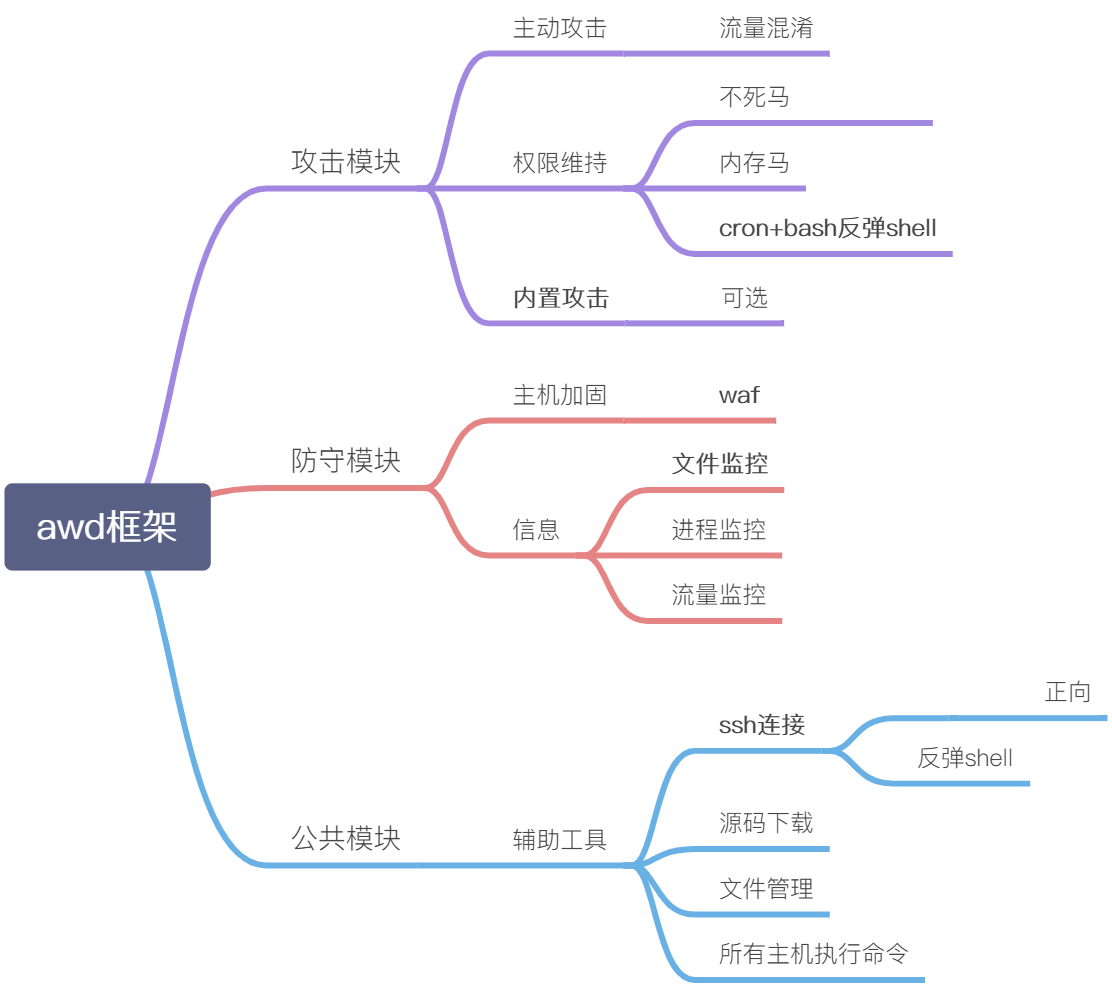 主动攻击
流量混淆
不死马
攻击模块
权限维持
内存马
cron+bash反弹shell
内置攻击
可选
主机加固
waf
防守模块
文件监控
awd框架
信息
进程监控
流量监控
正向
ssh连接
反弹shell
源码下载
公共模块
辅助工具
文件管理
所有主机执行命令